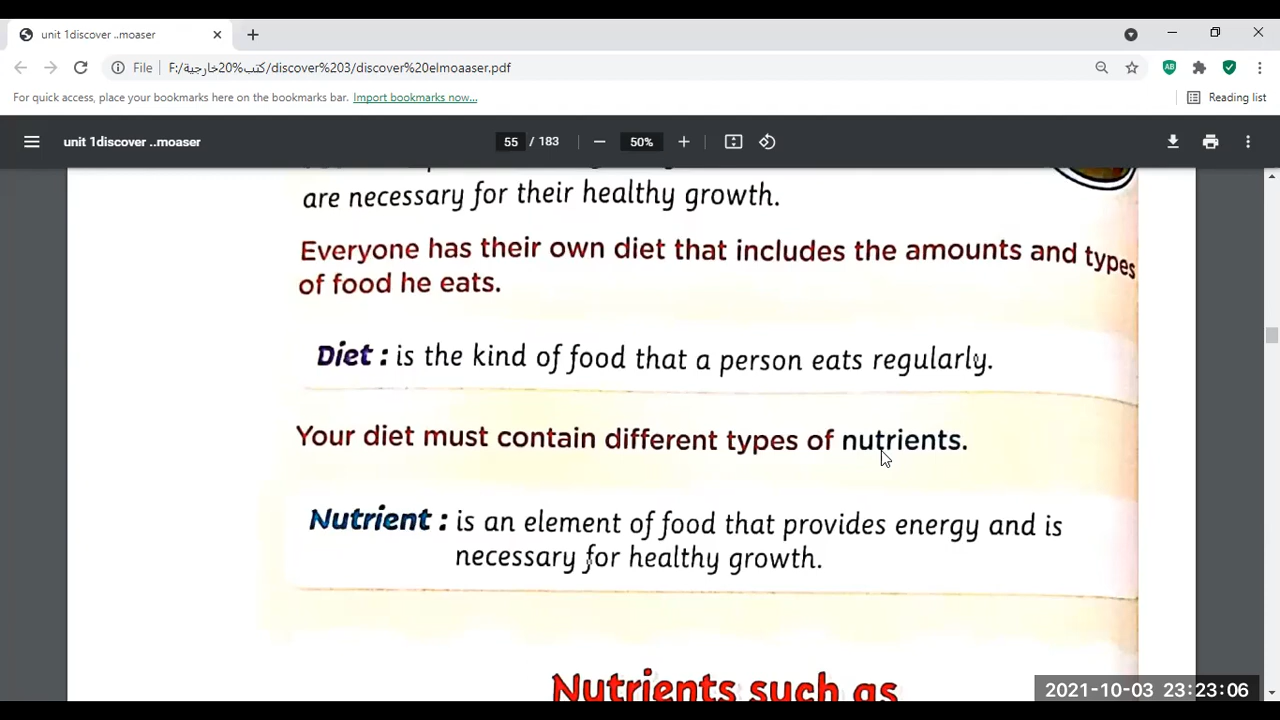 unit 1discover ..moaser
File F:/كتب%20خارجية/discover%203/discover%20elmoaaser.pdf
AB
For quick access, place your bookmarks here on the bookmarks bar. Import bookmarks now...
Reading list
unit 1discover ..moaser
55 / 183
50%
are necessary for their healthy growth.
Everyone has their own diet that includes the amounts and types
of food he eats.
Diet : is the kind of food that a person eats regularly.
Your diet must contain different types of nutrients.
Nutrient : is an element of food that provides energy and is
necessary for healthy growth.
Nutrients such as
2021-10-03 23:23:06